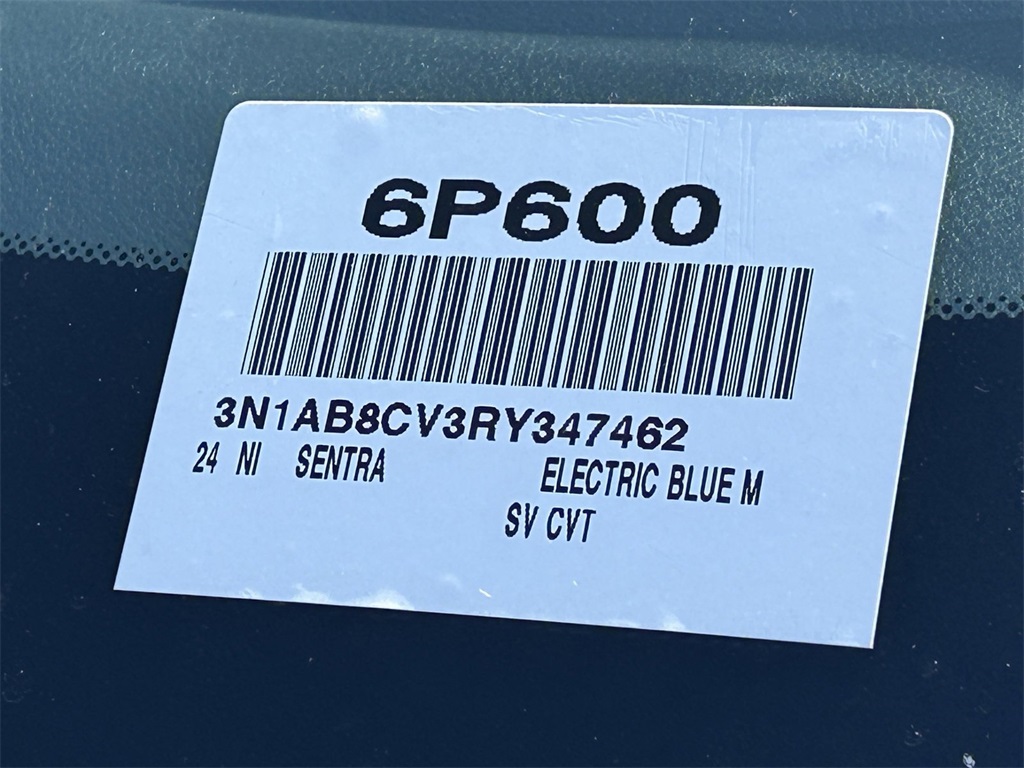 6P600
3N1AB8CV3RY347462
24 NI SENTRA ELECTRIC BLUE M
SV CVT